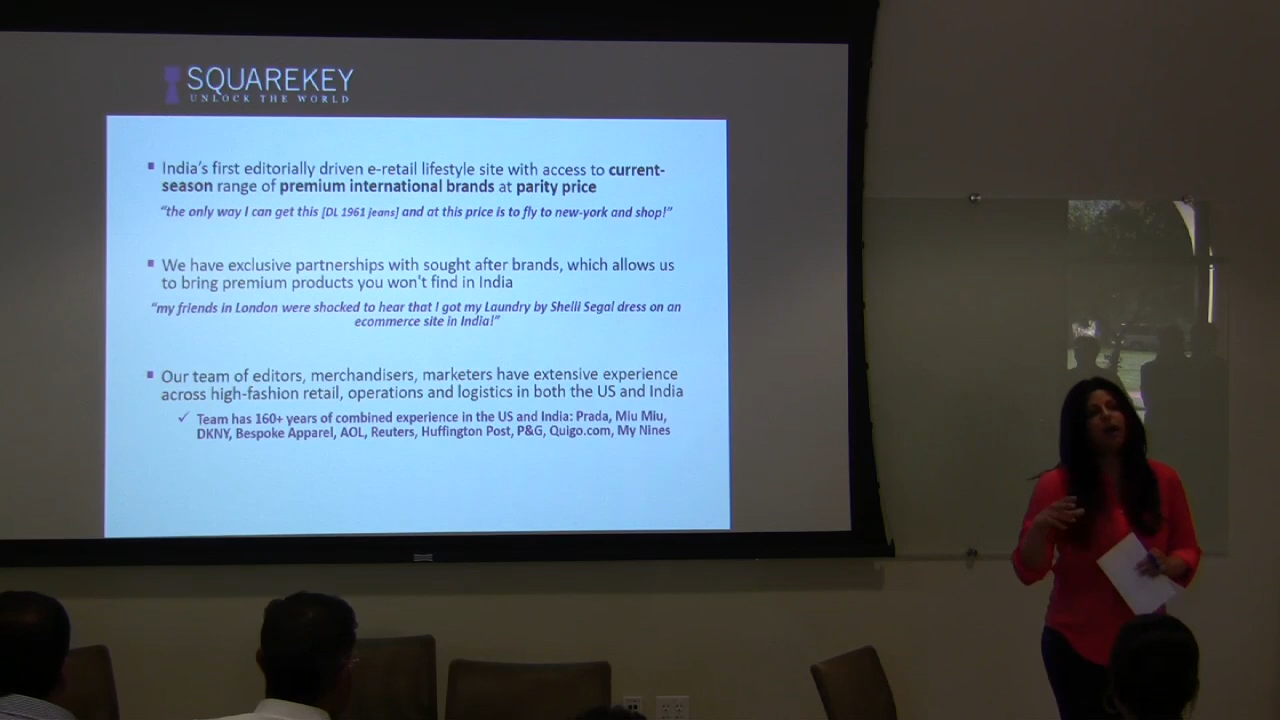 SQUAREKEY
UNLOCK THE WORLD
▪ India's first editorially driven e-retail lifestyle site with access to current-
season range of premium international brands at parity price
"the only way I can get this [DL 1961 jeans] and at this price is to fly to new-york and shop!"
▪ We have exclusive partnerships with sought after brands, which allows us
to bring premium products you won't find in India
"my friends in London were shocked to hear that I got my Laundry by Shelli Segal dress on an
ecommerce site in India!"
▪ Our team of editors, merchandisers, marketers have extensive experience
across high-fashion retail, operations and logistics in both the US and India
✓ Team has 160+ years of combined experience in the US and India: Prada, Miu Miu,
DKNY, Bespoke Apparel, AOL, Reuters, Huffington Post, P&G, Quigo.com, My Nines